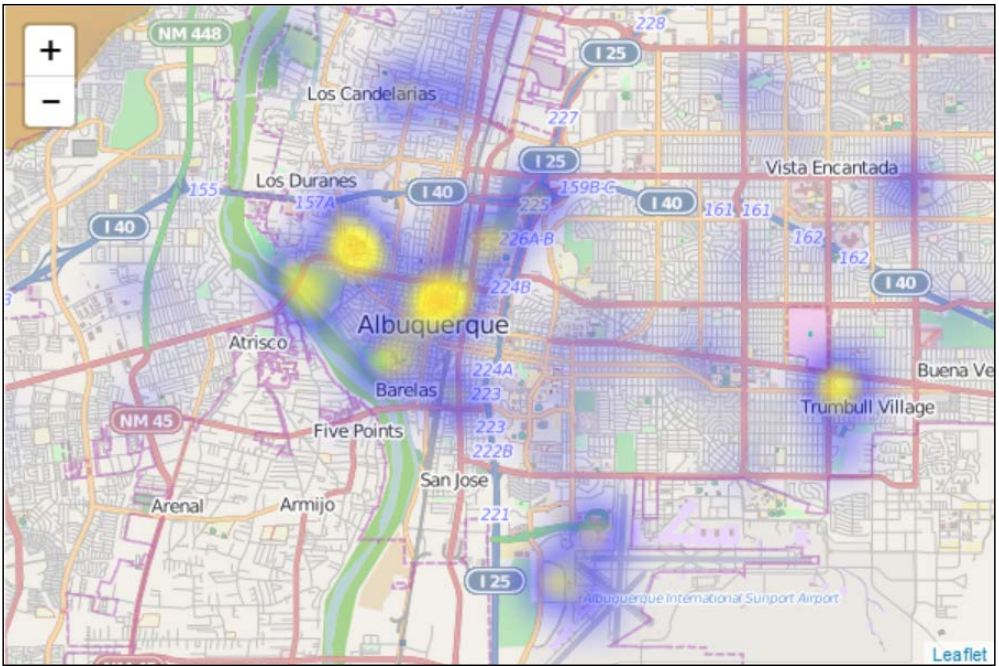 +
−
NM 448
228
I 25
Los Candelarias
227
I 25
Vista Encantada
155
Los Duranes
157A
I 40
159B-C
I 40
225
161 161
I 40
226A-B
162
162
I 40
224B
Albuquerque
Atrisco
224A
Buena Ve
Barelas
223
Trumbull Village
NM 45
223
Five Points
222B
San Jose
Arenal
Armijo
221
I 25
Albuquerque International Sunport Airport
Leaflet